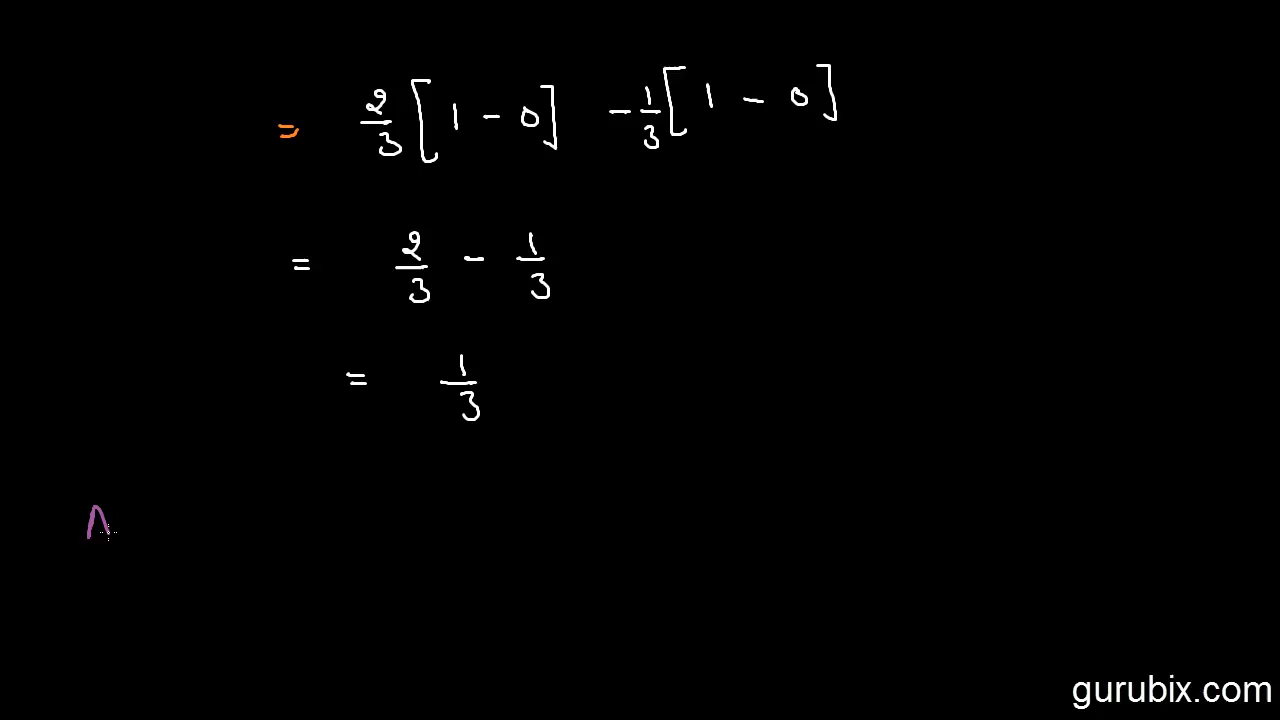 = 2/3 [1 - 0] - 1/3 [1 - 0]
= 2/3 - 1/3
= 1/3
gurubix.com